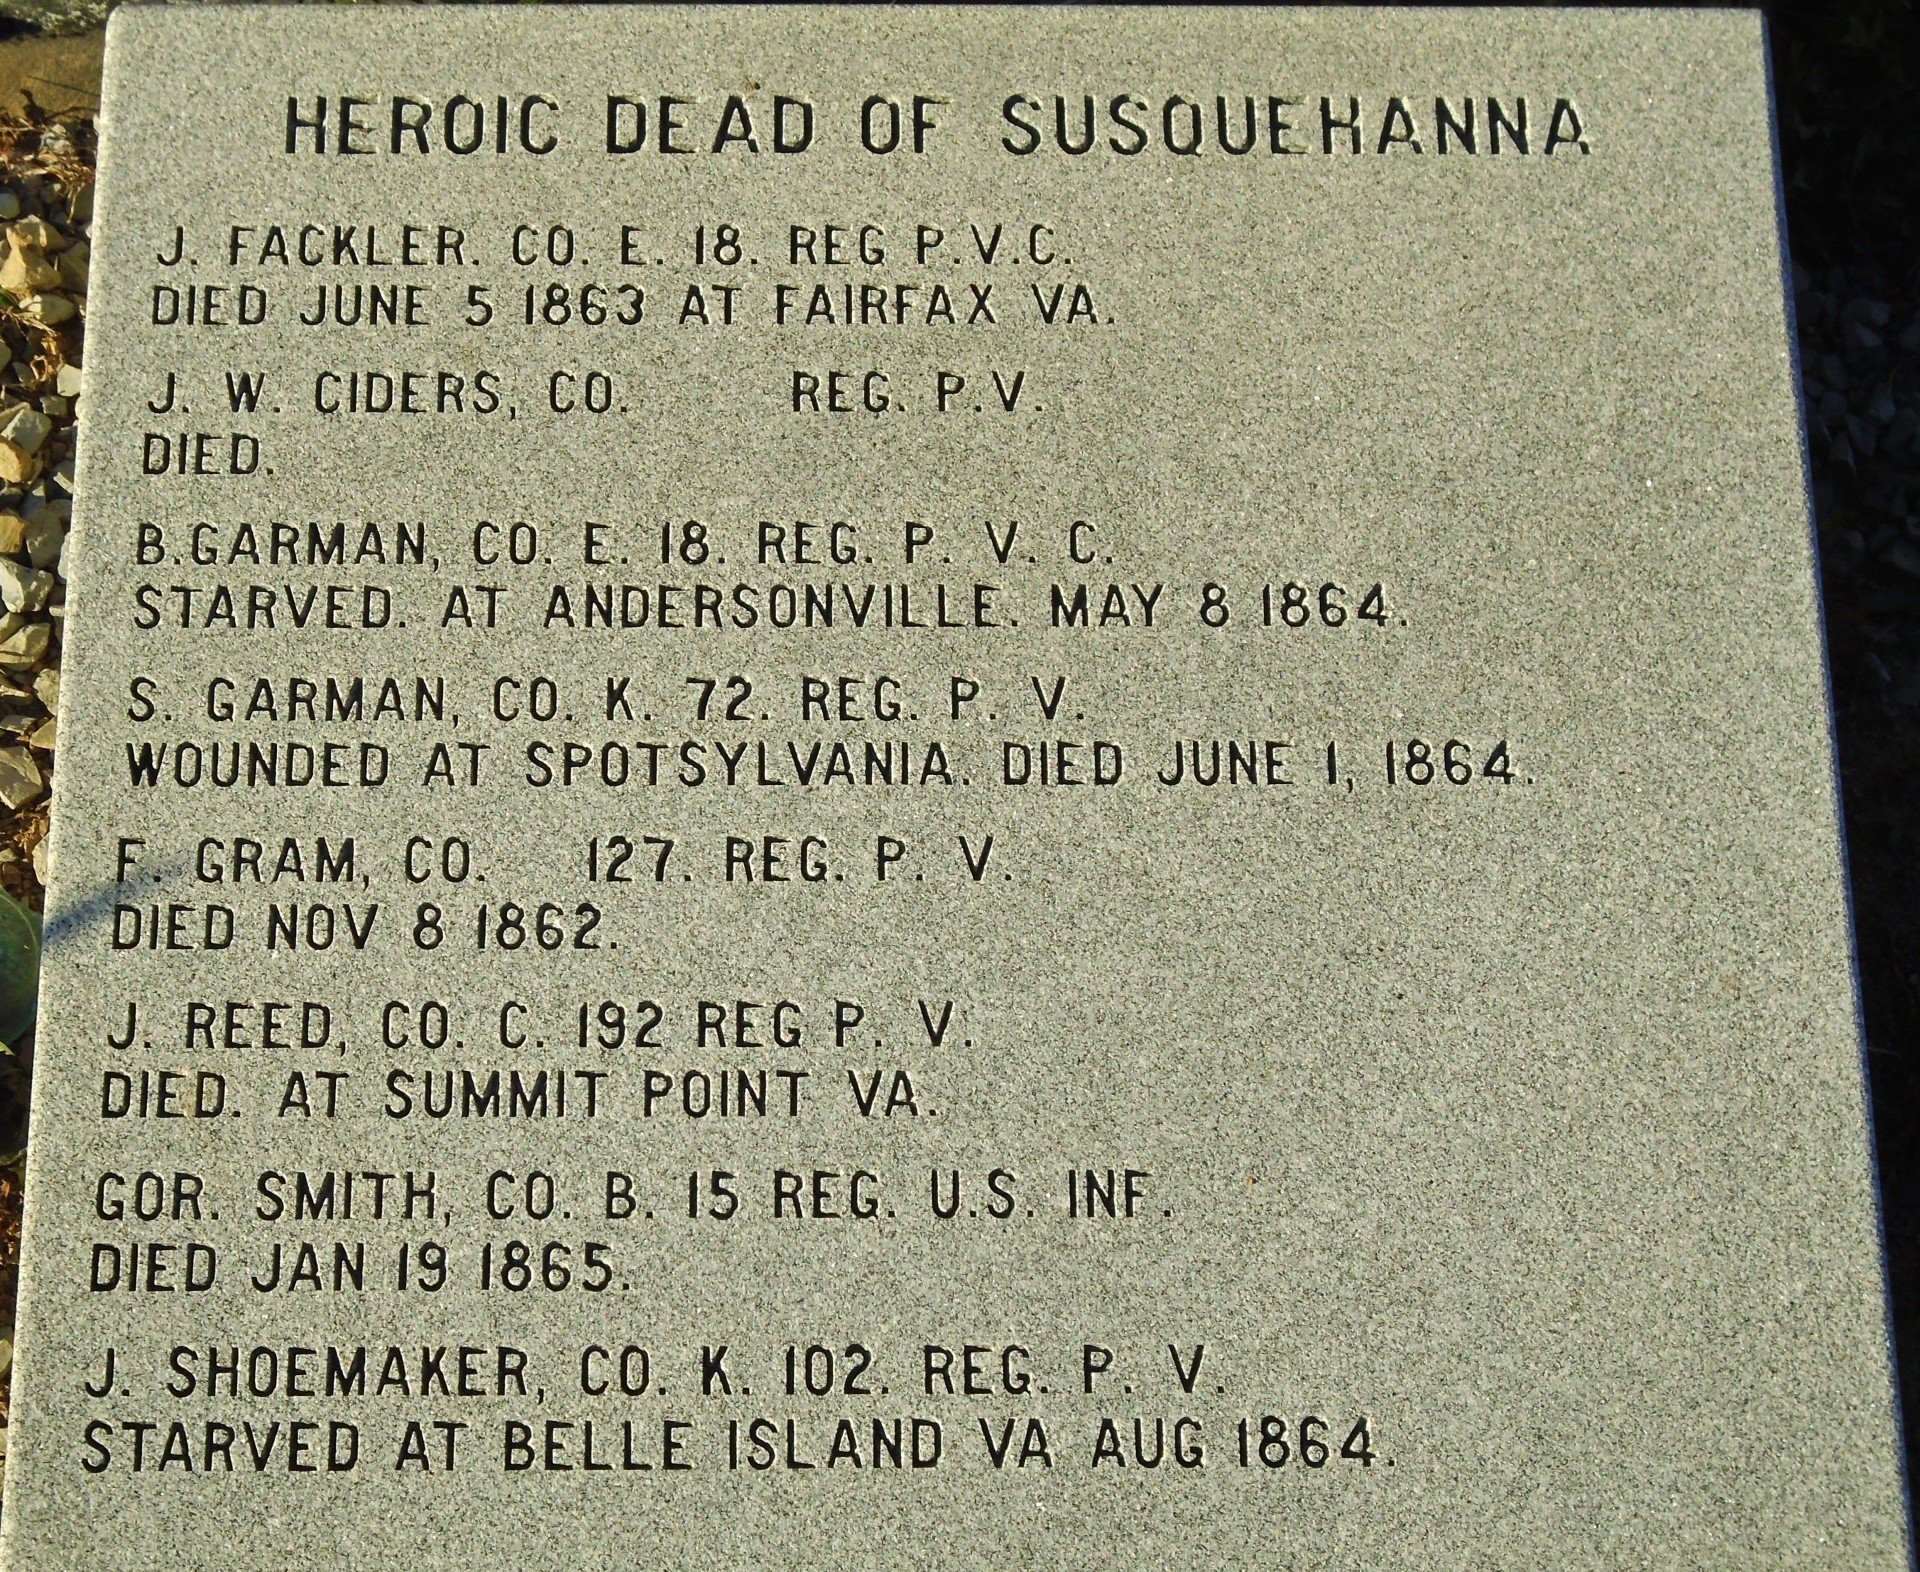 HEROIC DEAD OF SUSQUEHANNA
J. FACKLER. CO. E. 18. REG P.V.C.
DIED JUNE 5 1863 AT FAIRFAX VA.
J. W. CIDERS, CO. REG. P.V.
DIED.
B.GARMAN, CO. E. 18. REG. P. V. C.
STARVED. AT ANDERSONVILLE. MAY 8 1864.
S. GARMAN, CO. K. 72. REG. P. V.
WOUNDED AT SPOTSYLVANIA. DIED JUNE 1, 1864.
F. GRAM, CO. 127. REG. P. V.
DIED NOV 8 1862.
J. REED, CO. C. 192 REG P. V.
DIED. AT SUMMIT POINT VA.
GOR. SMITH, CO. B. 15 REG. U.S. INF.
DIED JAN 19 1865.
J. SHOEMAKER, CO. K. 102. REG. P. V.
STARVED AT BELLE ISLAND VA AUG 1864.